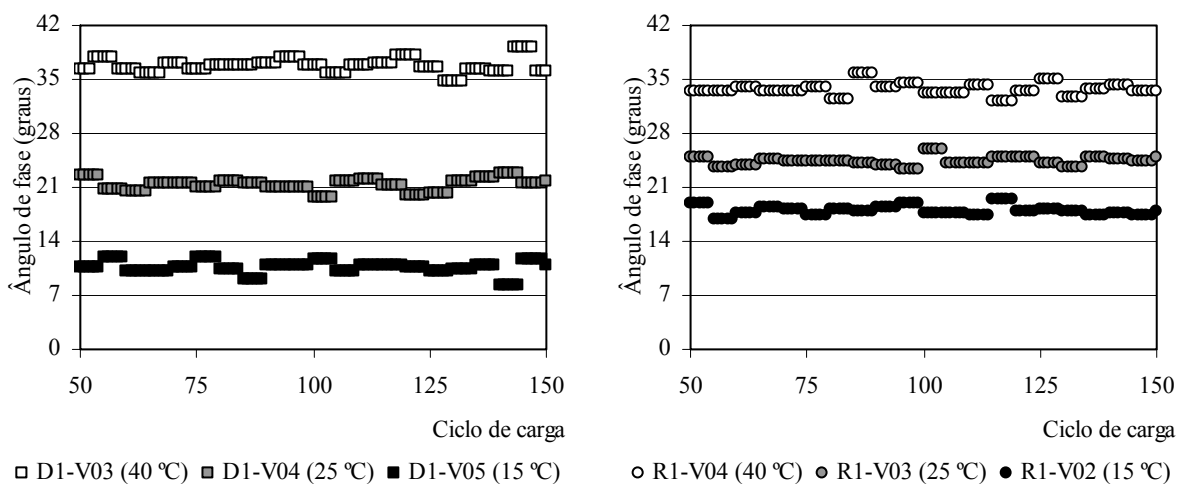 Ângulo de fase (graus)
42
35
28
21
14
7
0
50 75 100 125 150
Ciclo de carga
D1-V03 (40 ºC) D1-V04 (25 ºC) D1-V05 (15 ºC)
Ângulo de fase (graus)
42
35
28
21
14
7
0
50 75 100 125 150
Ciclo de carga
R1-V04 (40 ºC) R1-V03 (25 ºC) R1-V02 (15 ºC)